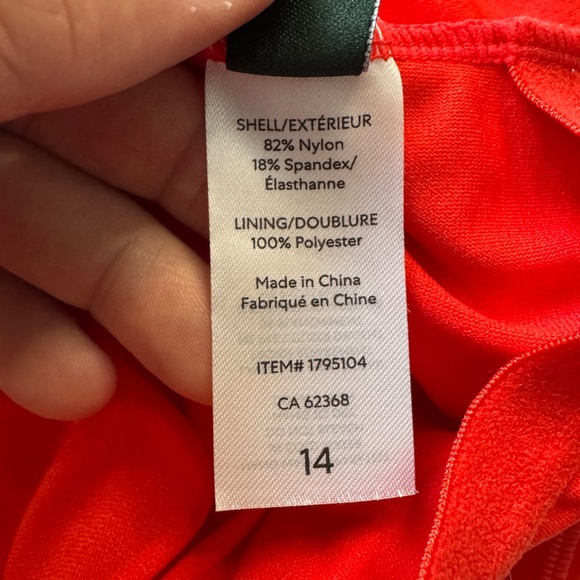 SHELL/EXTÉRIEUR
82% Nylon
18% Spandex/
Élasthanne
LINING/DOUBLURE
100% Polyester
Made in China
Fabriqué en Chine
ITEM# 1795104
CA 62368
14